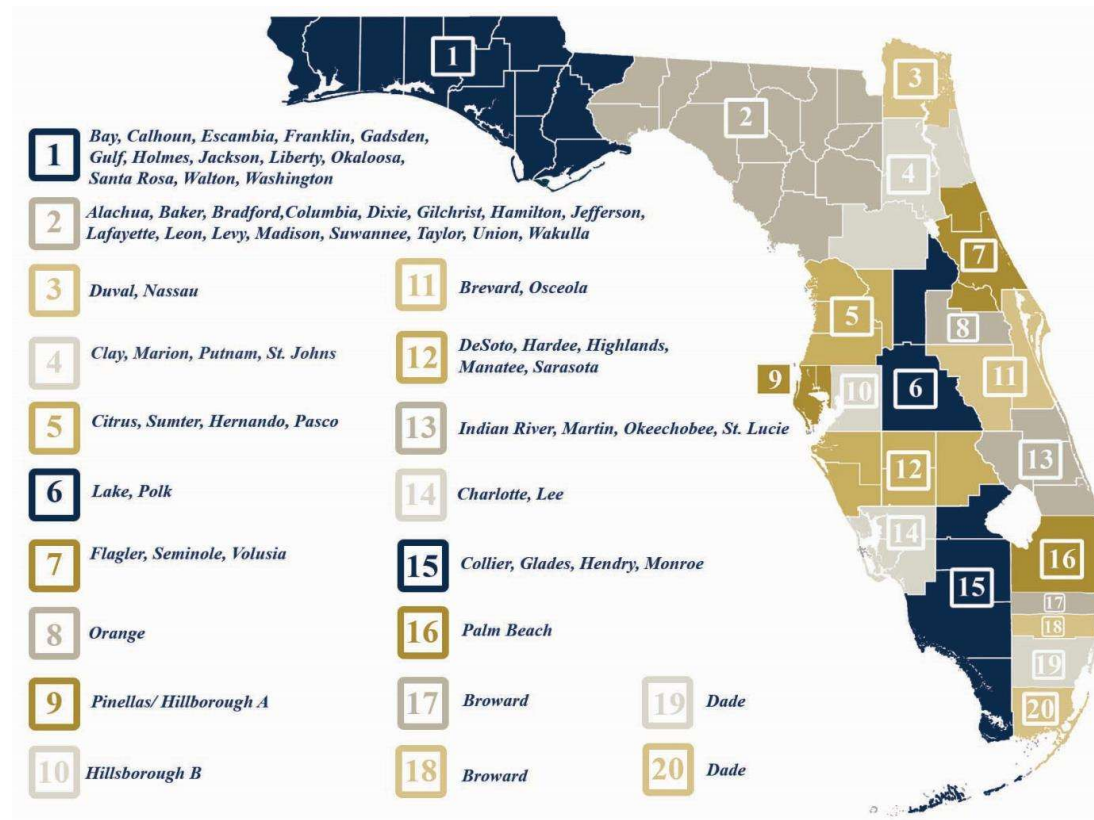 1
Bay, Calhoun, Escambia, Franklin, Gadsden,
Gulf, Holmes, Jackson, Liberty, Okaloosa,
Santa Rosa, Walton, Washington
2
Alachua, Baker, Bradford,Columbia, Dixie, Gilchrist, Hamilton, Jefferson,
Lafayette, Leon, Levy, Madison, Suwannee, Taylor, Union, Wakulla
3
Duval, Nassau
4
Clay, Marion, Putnam, St. Johns
5
Citrus, Sumter, Hernando, Pasco
6
Lake, Polk
7
Flagler, Seminole, Volusia
8
Orange
9
Pinellas/ Hillborough A
10
Hillsborough B
11
Brevard, Osceola
12
DeSoto, Hardee, Highlands,
Manatee, Sarasota
13
Indian River, Martin, Okeechobee, St. Lucie
14
Charlotte, Lee
15
Collier, Glades, Hendry, Monroe
16
Palm Beach
17
Broward
18
Broward
19
Dade
20
Dade
1
2
3
4
5
6
7
8
9
10
11
12
13
14
15
16
17
18
19
20